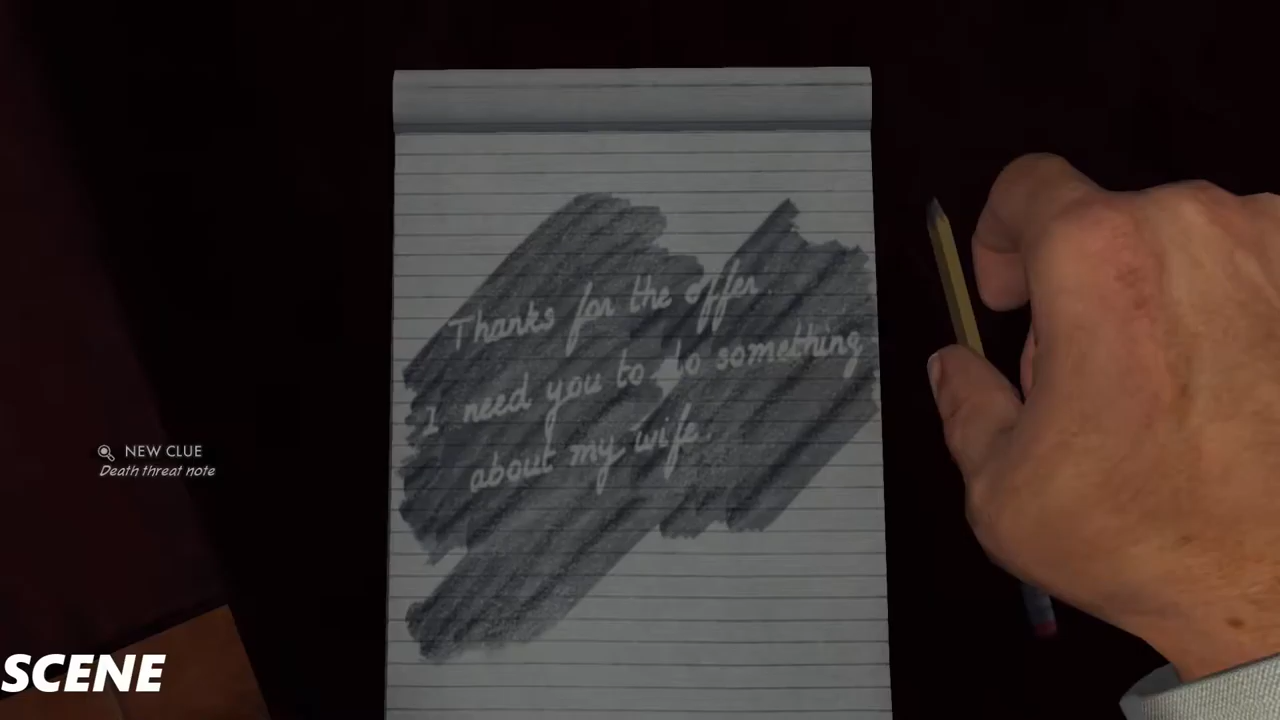 Thanks for the offer.
I need you to do something
about my wife.
NEW CLUE
Death threat note
SCENE